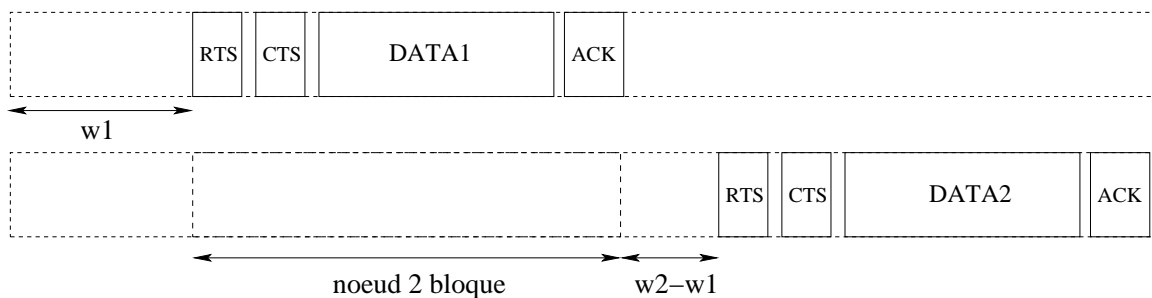 RTS CTS DATA1 ACK
w1
RTS CTS DATA2 ACK
noeud 2 bloque w2−w1